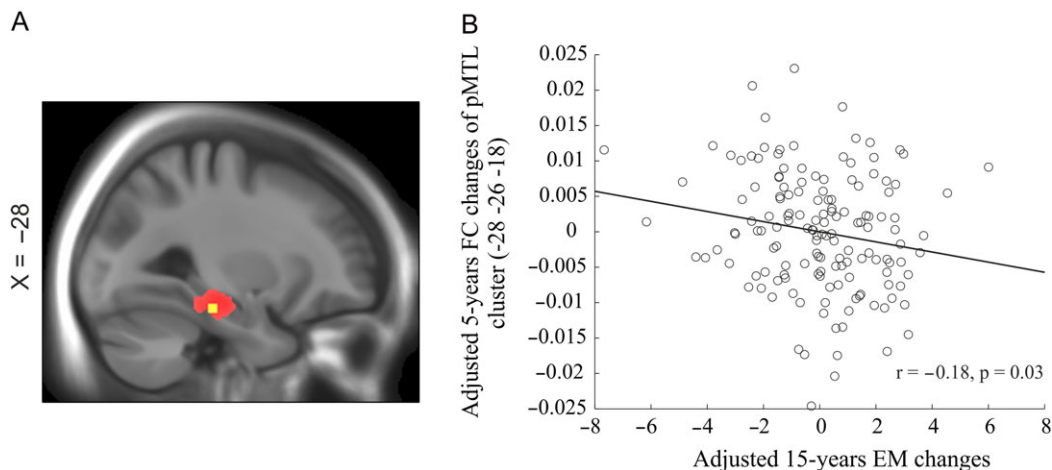 A
X = −28
B
Adjusted 5-years FC changes of pMTL
cluster (-28 -26 -18)
0.025
0.02
0.015
0.01
0.005
0
−0.005
−0.01
−0.015
−0.02
−0.025
r = −0.18, p = 0.03
−8 −6 −4 −2 0 2 4 6 8
Adjusted 15-years EM changes